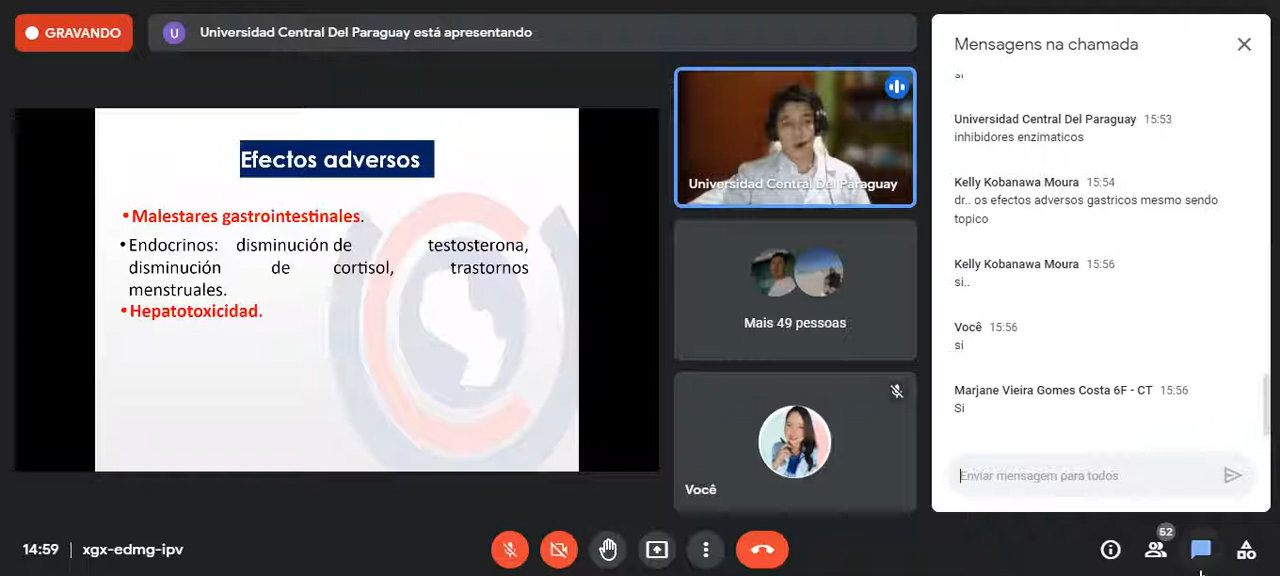 GRAVANDO
U
Universidad Central Del Paraguay está apresentando
Efectos adversos
• Malestares gastrointestinales.
• Endocrinos: disminución de testosterona,
disminución de cortisol, trastornos
menstruales.
• Hepatotoxicidad.
Universidad Central Del Paraguay
Mais 49 pessoas
Você
Mensagens na chamada
si
Universidad Central Del Paraguay 15:53
inhibidores enzimaticos
Kelly Kobanawa Moura 15:54
dr.. os efectos adversos gastricos mesmo sendo
topico
Kelly Kobanawa Moura 15:56
si..
Você 15:56
si
Marjane Vieira Gomes Costa 6F - CT 15:56
Si
Enviar mensagem para todos
14:59 | xgx-edmg-ipv
62